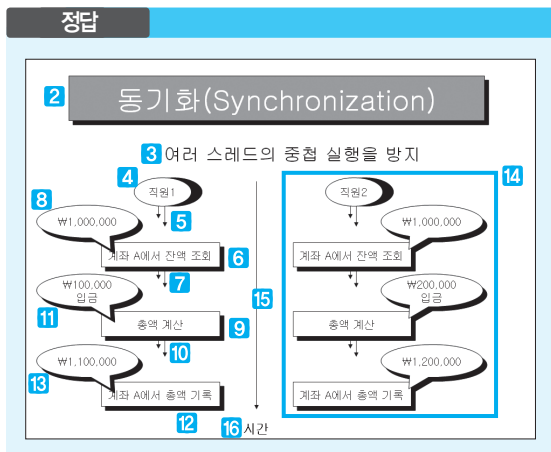 정답
2 동기화(Synchronization)
3 여러 스레드의 중첩 실행을 방지
14
4 직원1
직원2
8 ₩1,000,000
5
₩1,000,000
계좌 A에서 잔액 조회 6
계좌 A에서 잔액 조회
7
₩100,000
입금
11
₩200,000
입금
15
총액 계산 9
총액 계산
10
₩1,100,000
13
₩1,200,000
계좌 A에서 총액 기록
계좌 A에서 총액 기록
12
16 시간